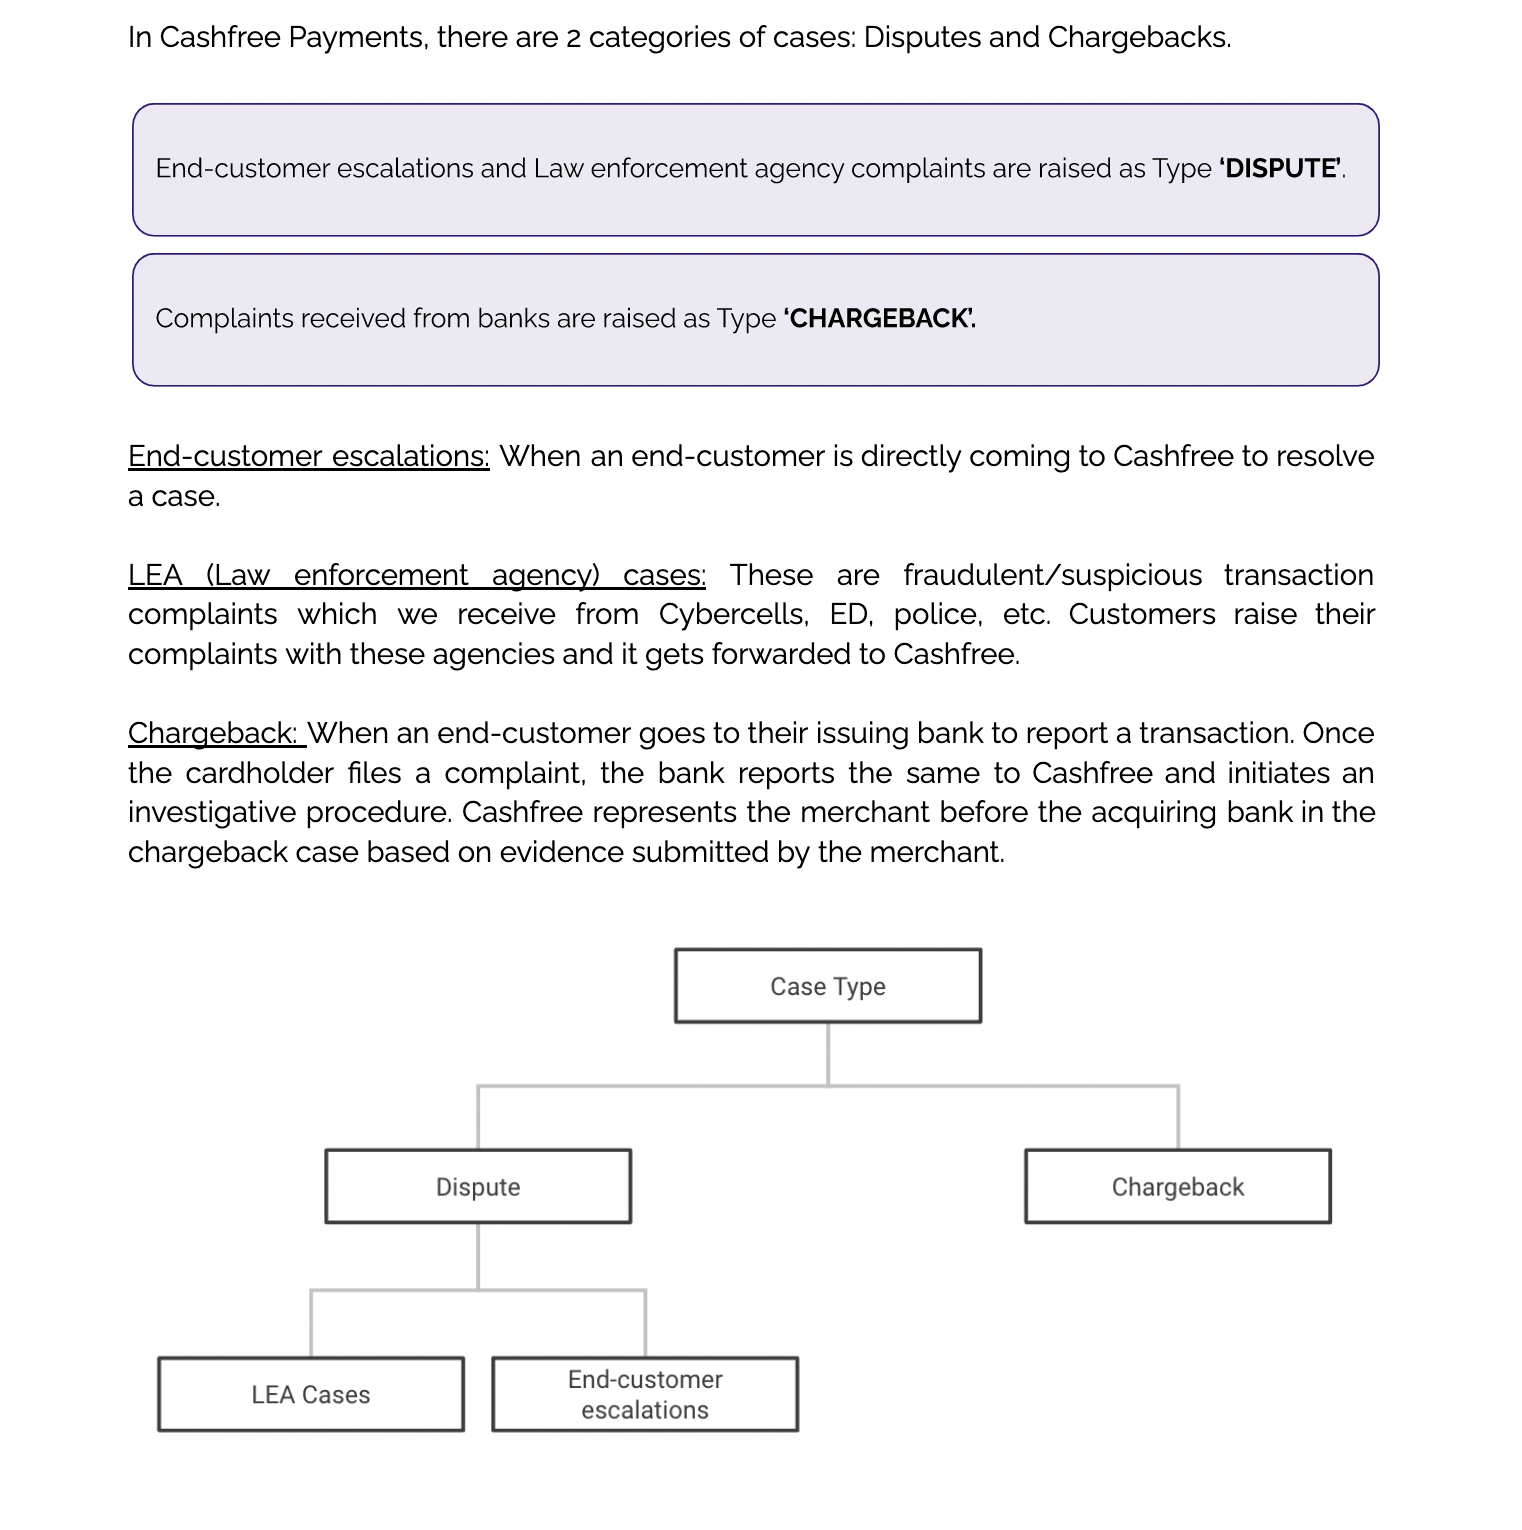 In Cashfree Payments, there are 2 categories of cases: Disputes and Chargebacks.
End-customer escalations and Law enforcement agency complaints are raised as Type ‘DISPUTE’.
Complaints received from banks are raised as Type ‘CHARGEBACK’.
End-customer escalations: When an end-customer is directly coming to Cashfree to resolve
a case.
LEA (Law enforcement agency) cases: These are fraudulent/suspicious transaction
complaints which we receive from Cybercells, ED, police, etc. Customers raise their
complaints with these agencies and it gets forwarded to Cashfree.
Chargeback: When an end-customer goes to their issuing bank to report a transaction. Once
the cardholder files a complaint, the bank reports the same to Cashfree and initiates an
investigative procedure. Cashfree represents the merchant before the acquiring bank in the
chargeback case based on evidence submitted by the merchant.
Case Type
Dispute
Chargeback
LEA Cases
End-customer
escalations